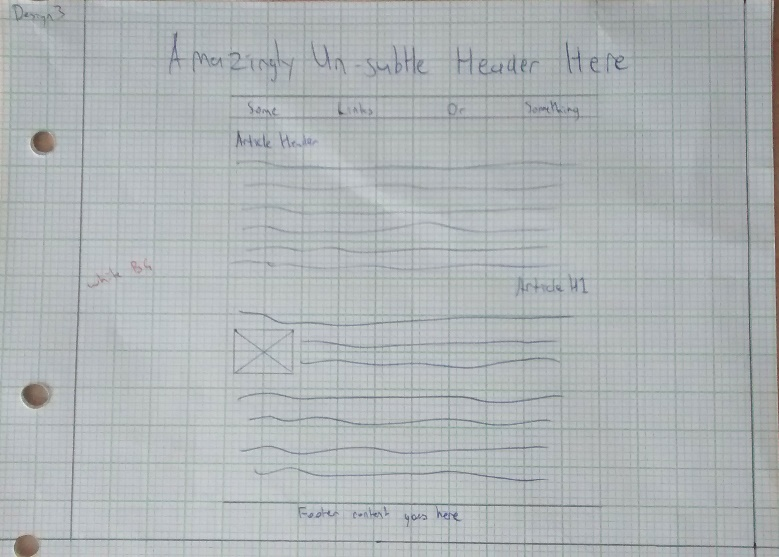 Design 3
Amazingly Un-subtle Header Here
Some Links Or Something
Article Header
white BG
Article H1
Footer content goes here